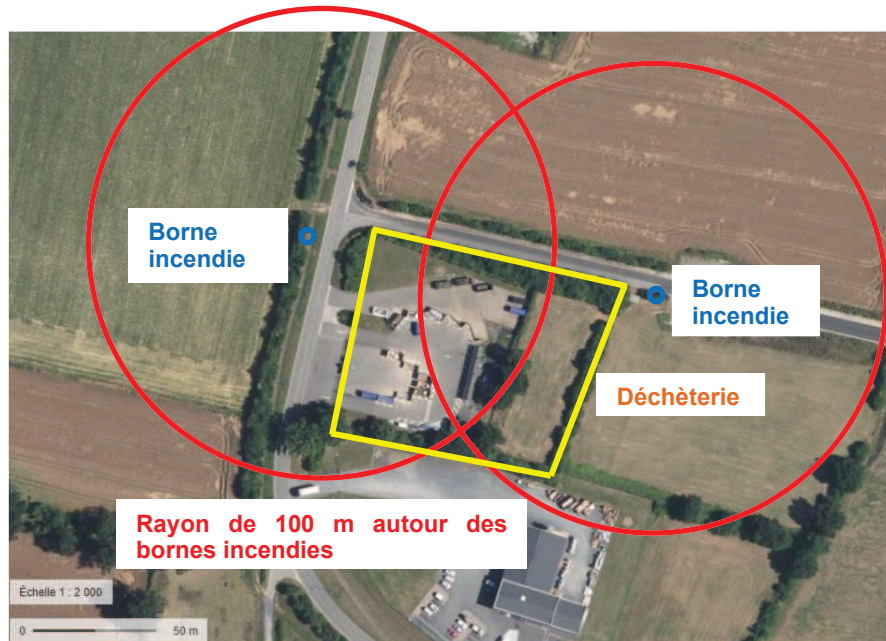 Borne
incendie
Borne
incendie
Déchèterie
Rayon de 100 m autour des
bornes incendies
Échelle 1 : 2 000
0 50 m